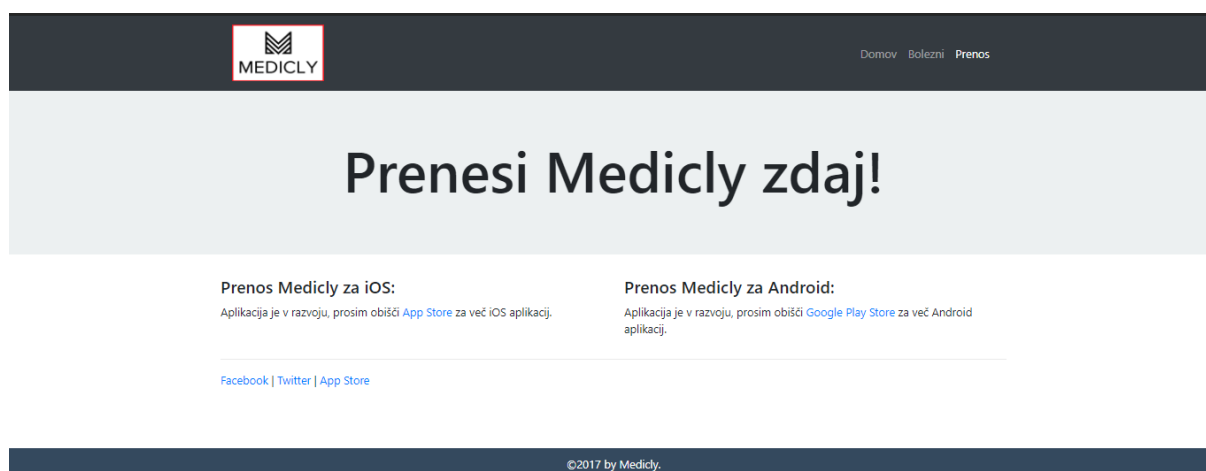 MEDICLY
Domov Bolezni Prenos
Prenesi Medicly zdaj!
Prenos Medicly za iOS:
Aplikacija je v razvoju, prosim obišči App Store za več iOS aplikacij.
Prenos Medicly za Android:
Aplikacija je v razvoju, prosim obišči Google Play Store za več Android
aplikacij.
Facebook | Twitter | App Store
©2017 by Medicly.